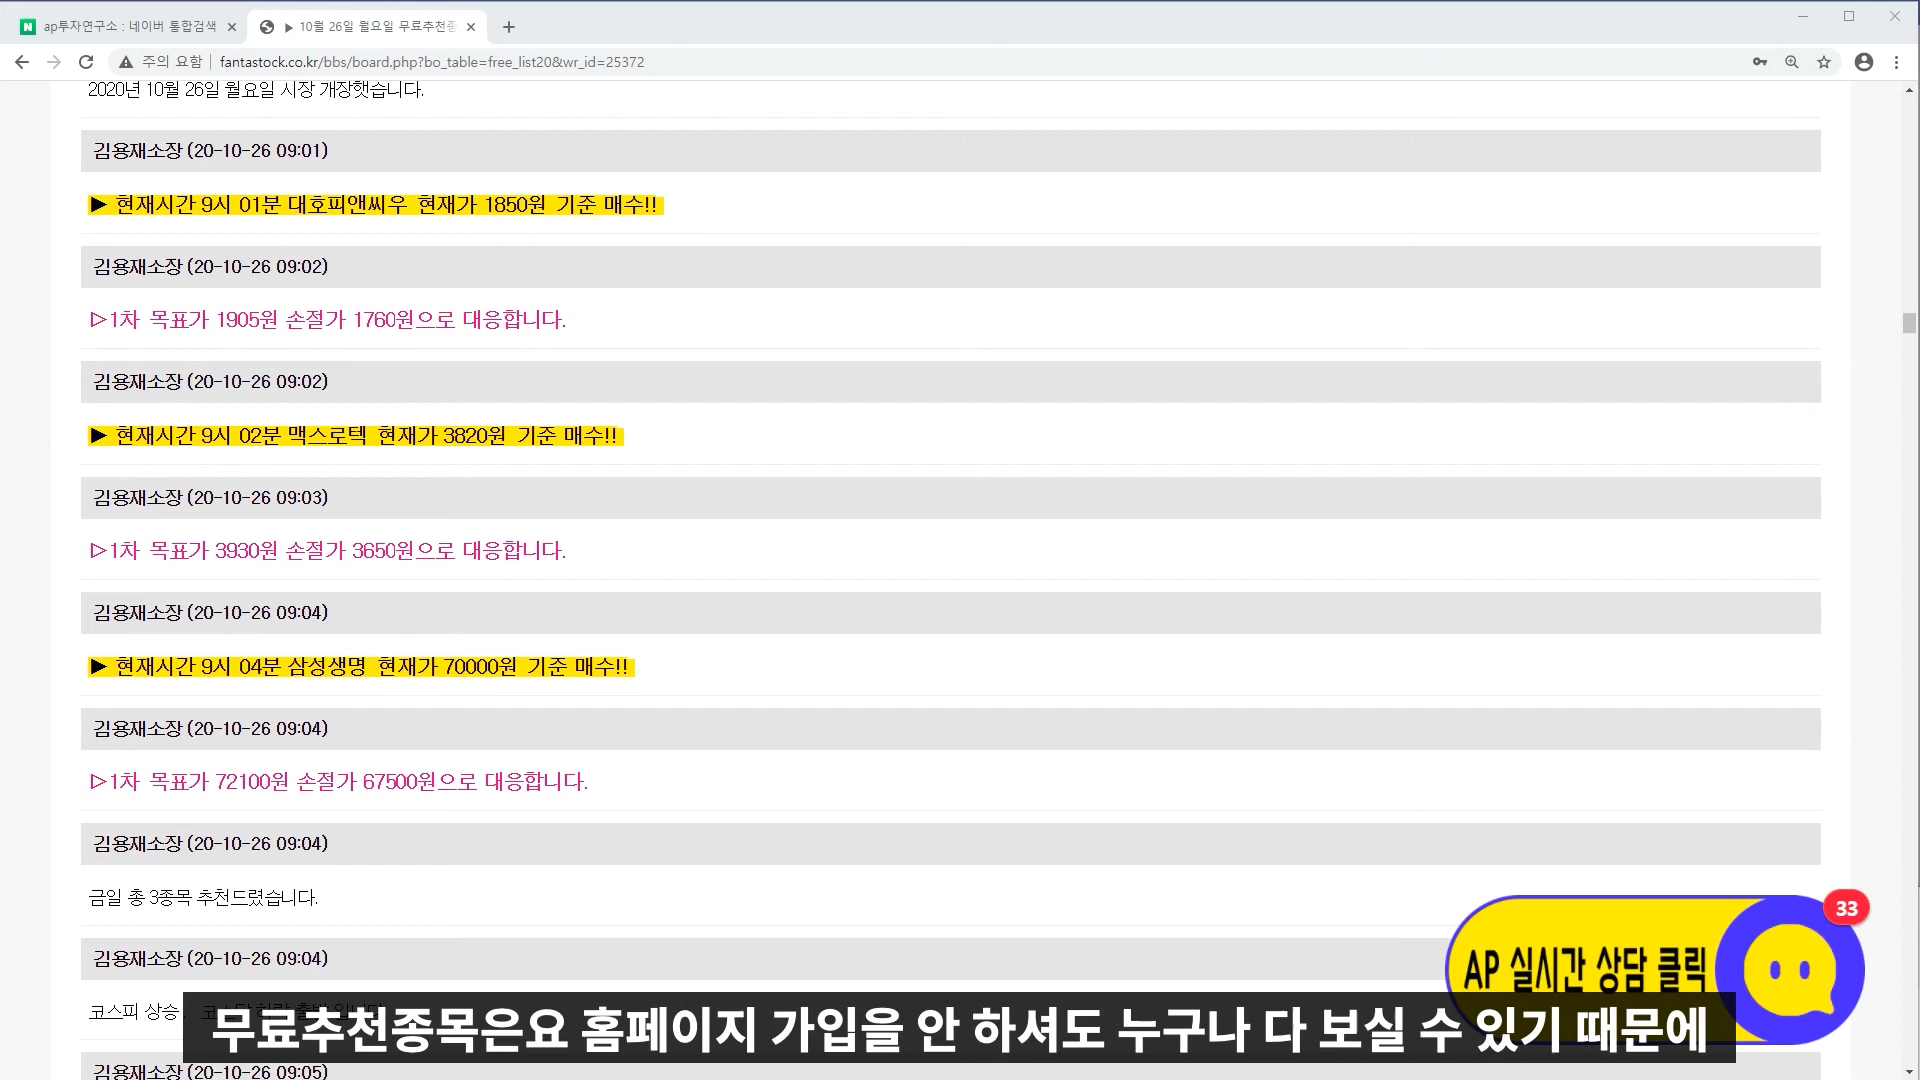 ap투자연구소 : 네이버 통합검색
▶ 10월 26일 월요일 무료추천종
주의 요함
fantastock.co.kr/bbs/board.php?bo_table=free_list20&wr_id=25372
2020년 10월 26일 월요일 시장 개장했습니다.
김용재소장 (20-10-26 09:01)
▶ 현재시간 9시 01분 대호피앤씨우 현재가 1850원 기준 매수!!
김용재소장 (20-10-26 09:02)
▷1차 목표가 1905원 손절가 1760원으로 대응합니다.
김용재소장 (20-10-26 09:02)
▶ 현재시간 9시 02분 맥스로텍 현재가 3820원 기준 매수!!
김용재소장 (20-10-26 09:03)
▷1차 목표가 3930원 손절가 3650원으로 대응합니다.
김용재소장 (20-10-26 09:04)
▶ 현재시간 9시 04분 삼성생명 현재가 70000원 기준 매수!!
김용재소장 (20-10-26 09:04)
▷1차 목표가 72100원 손절가 67500원으로 대응합니다.
김용재소장 (20-10-26 09:04)
금일 총 3종목 추천드렸습니다.
김용재소장 (20-10-26 09:04)
33
AP 실시간 상담 클릭
코스피 상승, 코스닥 하락 출발 입니다
무료추천종목은요 홈페이지 가입을 안 하셔도 누구나 다 보실 수 있기 때문에
김용재소장 (20-10-26 09:05)